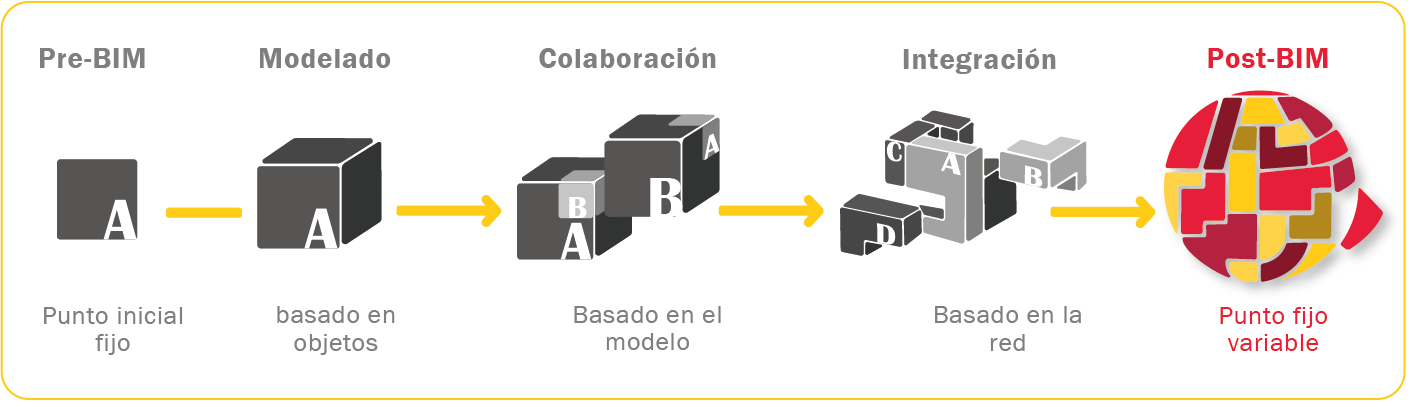 Pre-BIM
Modelado
Colaboración
Integración
Post-BIM
A
A
B
A
A
B
C
A
B
D
Punto inicial
fijo
basado en
objetos
Basado en el
modelo
Basado en la
red
Punto fijo
variable